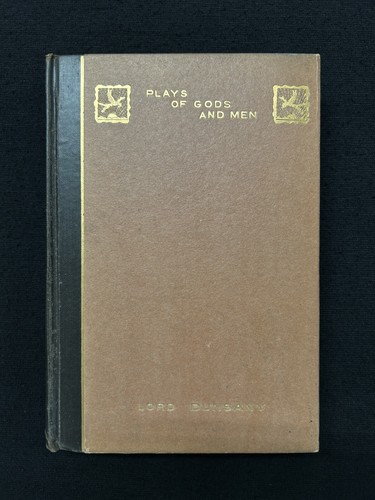 PLAYS
OF GODS
AND MEN
LORD DUNSANY